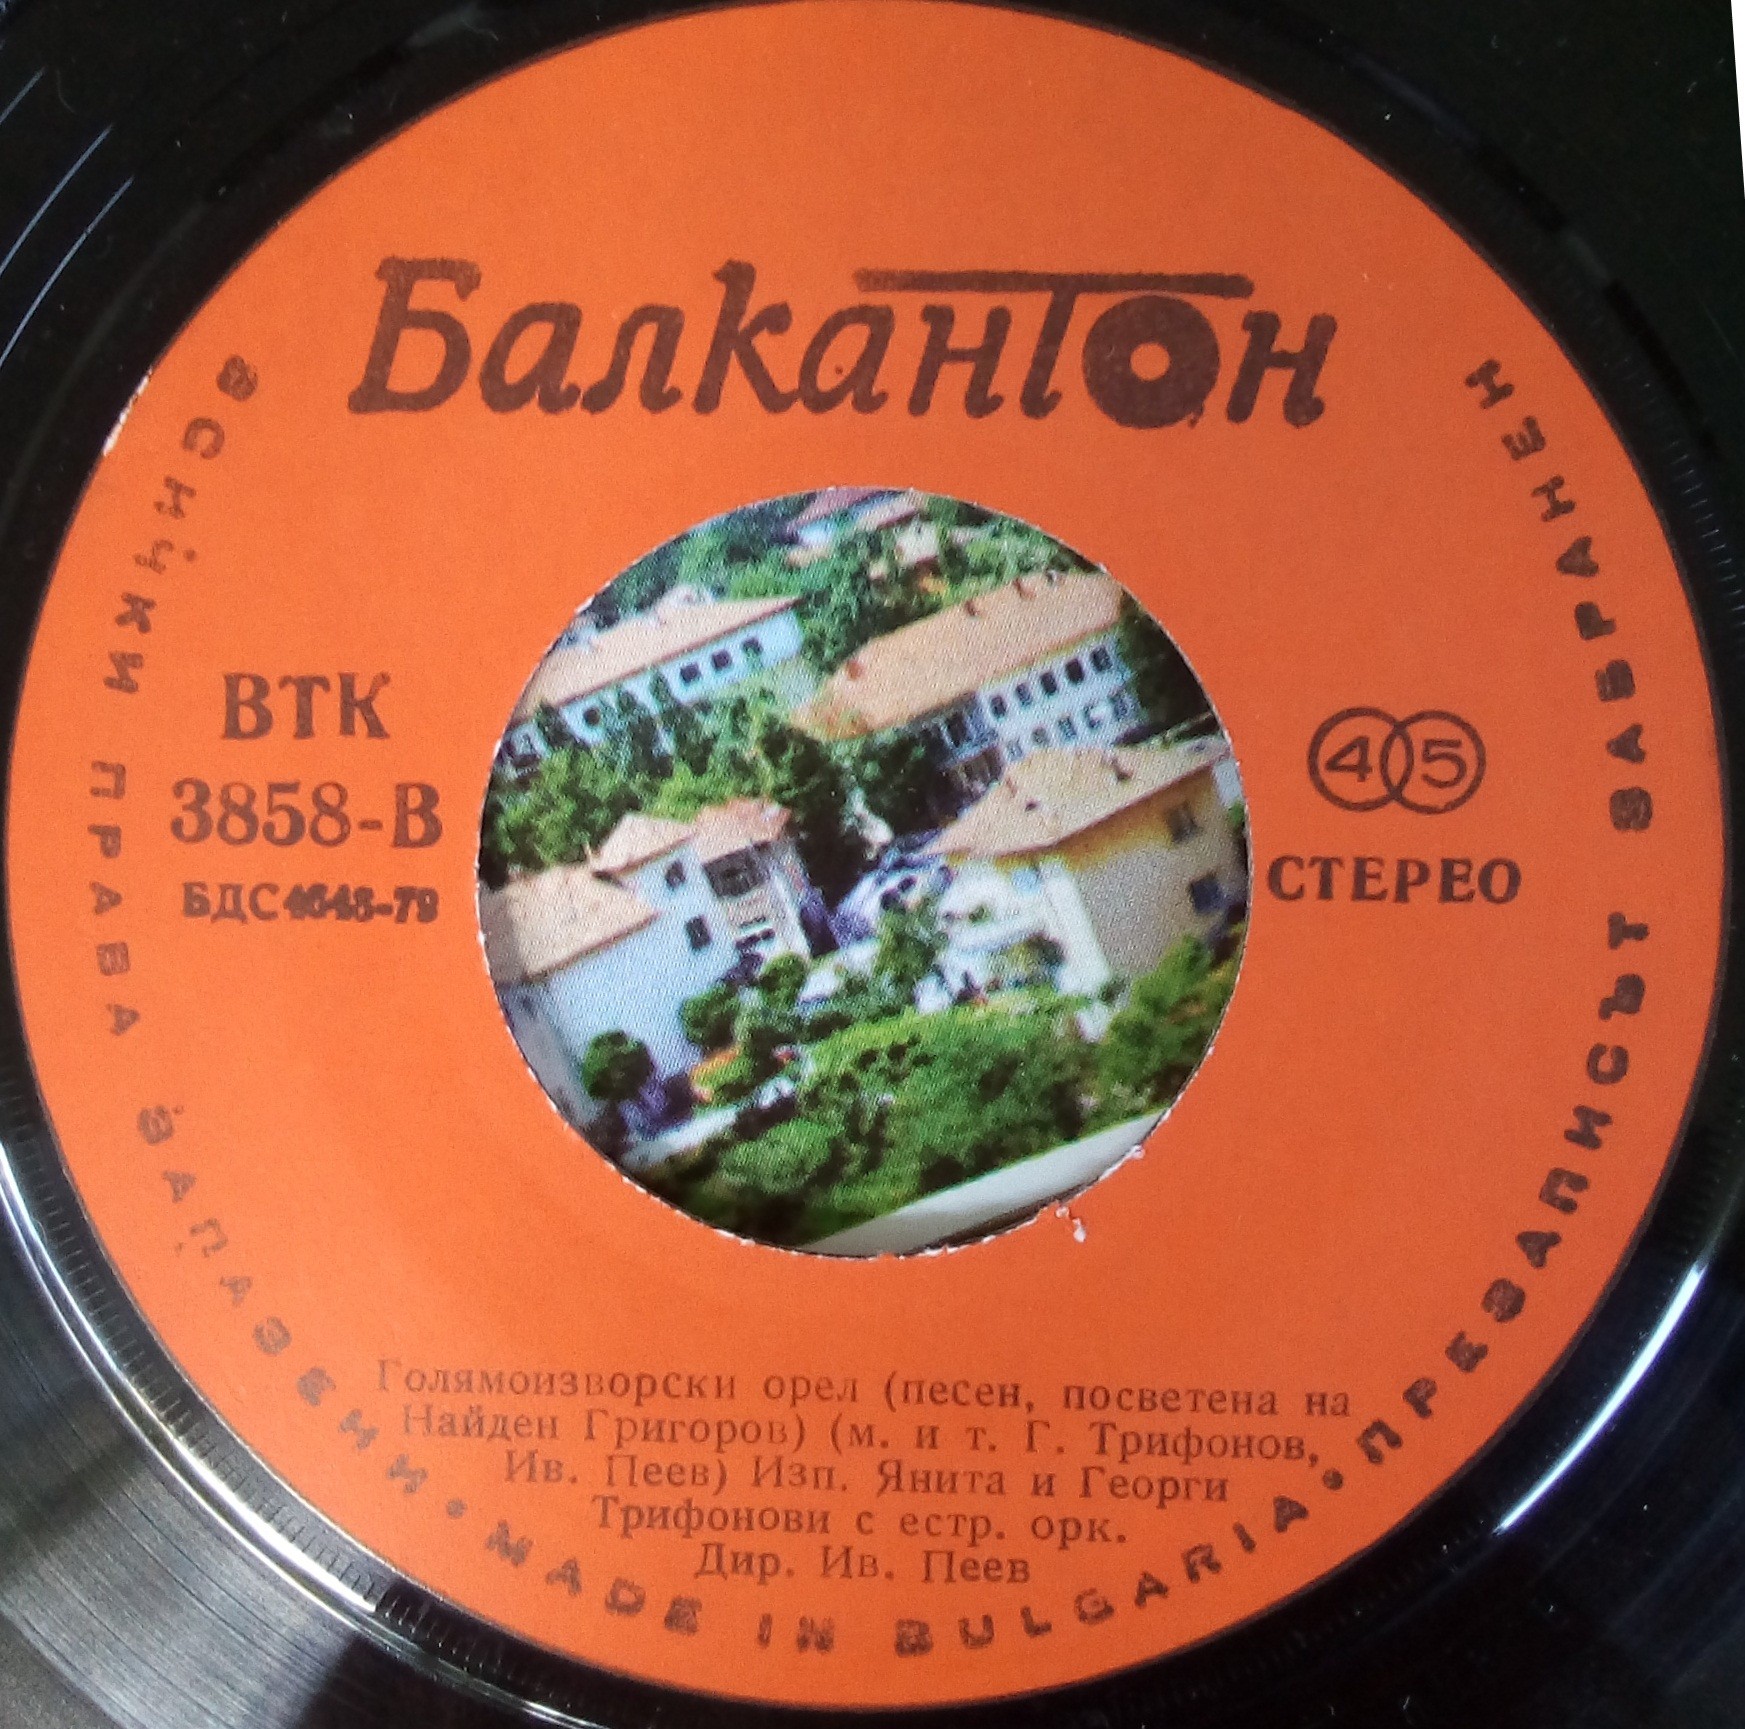 Балкантон
ВТК
3858-В
БДС 4643-79
45
СТЕРЕО
Голямоизворски орел (песен, посветена на
Найден Григоров) (м. и т. Г. Трифонов,
Ив. Пеев) Изп. Янита и Георги
Трифонови с естр. орк.
Дир. Ив. Пеев
ВСИЧКИ ПРАВА ЗАПАЗЕНИ • MADE IN BULGARIA • ПРЕЗАПИСЪТ ЗАБРАНЕН